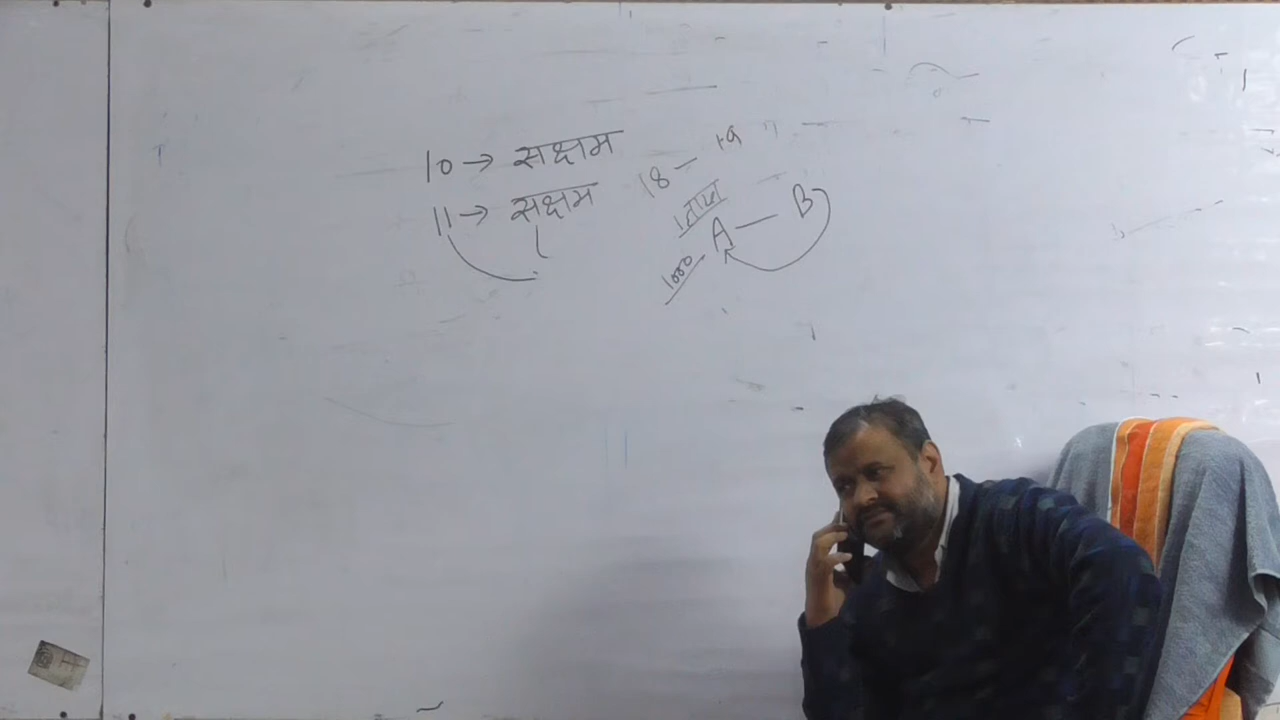 10 → सक्षम
11 → सक्षम
18 - 19
1 लाख
A — B
1000